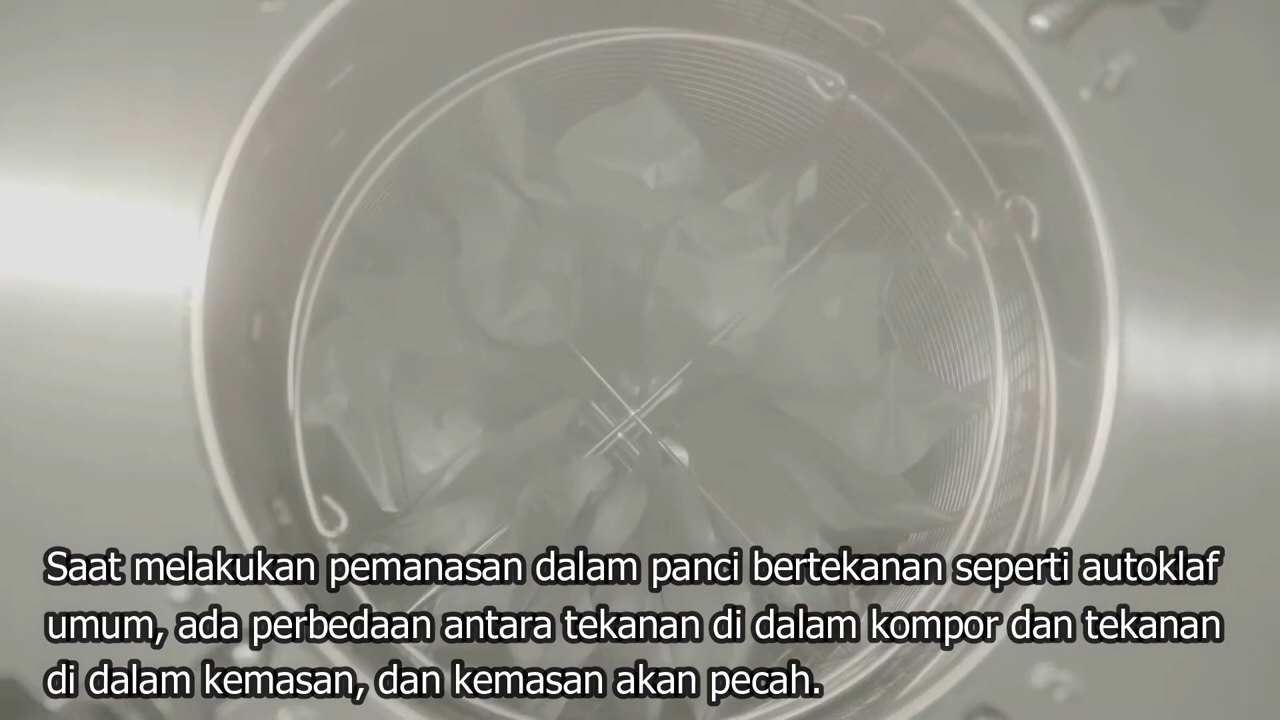 Saat melakukan pemanasan dalam panci bertekanan seperti autoklaf
umum, ada perbedaan antara tekanan di dalam kompor dan tekanan
di dalam kemasan, dan kemasan akan pecah.